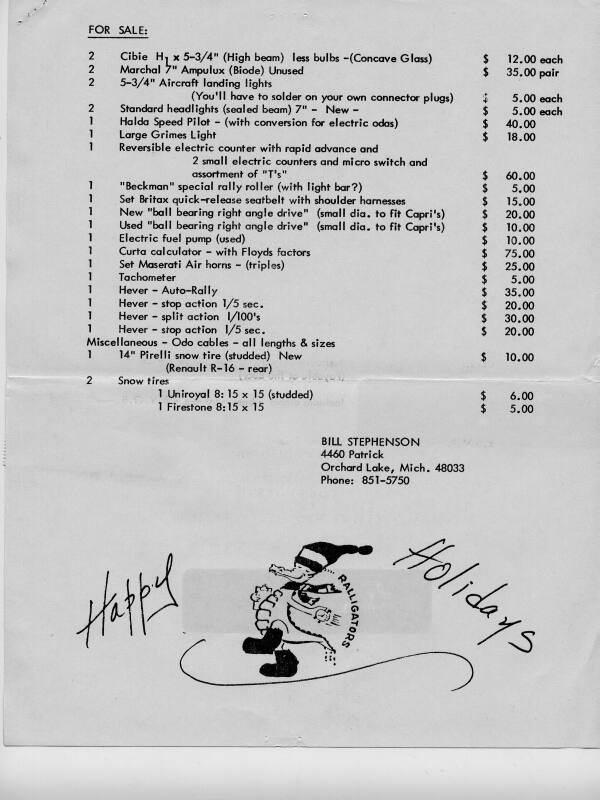 FOR SALE:
2 Cibie H1 x 5-3/4" (High beam) less bulbs -(Concave Glass) $ 12.00 each
2 Marchal 7" Ampulux (Biode) Unused $ 35.00 pair
2 5-3/4" Aircraft landing lights
(You'll have to solder on your own connector plugs) $ 5.00 each
2 Standard headlights (sealed beam) 7" - New - $ 5.00 each
1 Halda Speed Pilot - (with conversion for electric odas) $ 40.00
1 Large Grimes Light $ 18.00
1 Reversible electric counter with rapid advance and
2 small electric counters and micro switch and
assortment of "T's" $ 60.00
1 "Beckman" special rally roller (with light bar?) $ 5.00
1 Set Britax quick-release seatbelt with shoulder harnesses $ 15.00
1 New "ball bearing right angle drive" (small dia. to fit Capri's) $ 20.00
1 Used "ball bearing right angle drive" (small dia. to fit Capri's) $ 10.00
1 Electric fuel pump (used) $ 10.00
1 Curta calculator - with Floyds factors $ 75.00
1 Set Maserati Air horns - (triples) $ 25.00
1 Tachometer $ 5.00
1 Hever - Auto-Rally $ 35.00
1 Hever - stop action 1/5 sec. $ 20.00
1 Hever - split action 1/100's $ 30.00
1 Hever - stop action 1/5 sec. $ 20.00
Miscellaneous - Odo cables - all lengths & sizes
1 14" Pirelli snow tire (studded) New $ 10.00
(Renault R-16 - rear)
2 Snow tires
1 Uniroyal 8:15 x 15 (studded) $ 6.00
1 Firestone 8:15 x 15 $ 5.00
BILL STEPHENSON
4460 Patrick
Orchard Lake, Mich. 48033
Phone: 851-5750
Happy
RALLIGATORS
Holidays